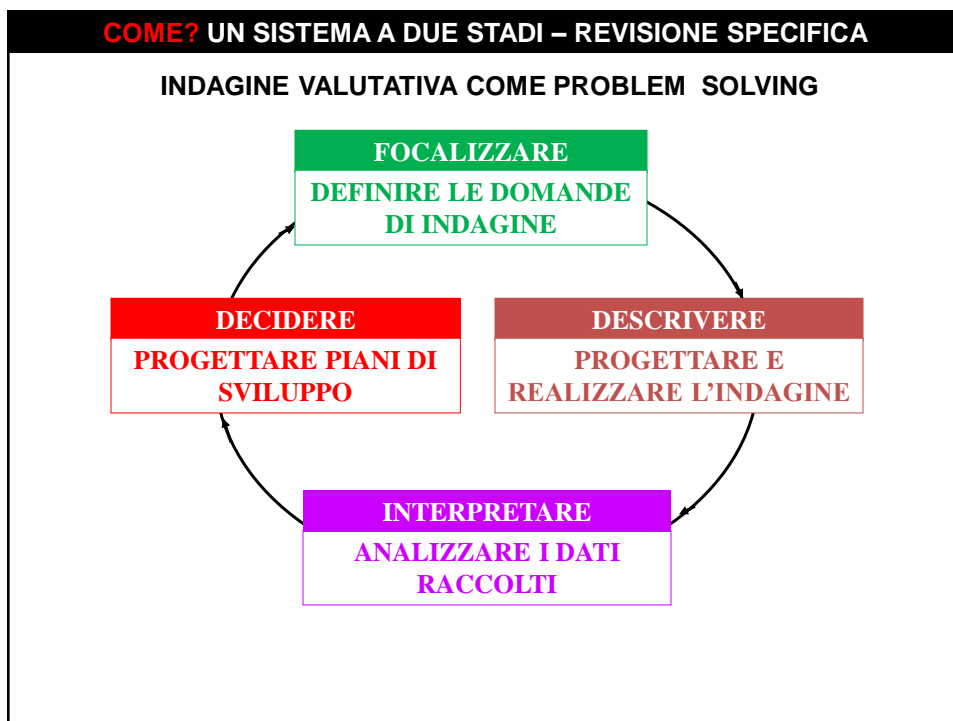 COME? UN SISTEMA A DUE STADI – REVISIONE SPECIFICA
INDAGINE VALUTATIVA COME PROBLEM SOLVING
FOCALIZZARE
DEFINIRE LE DOMANDE
DI INDAGINE
DECIDERE
PROGETTARE PIANI DI
SVILUPPO
DESCRIVERE
PROGETTARE E
REALIZZARE L'INDAGINE
INTERPRETARE
ANALIZZARE I DATI
RACCOLTI